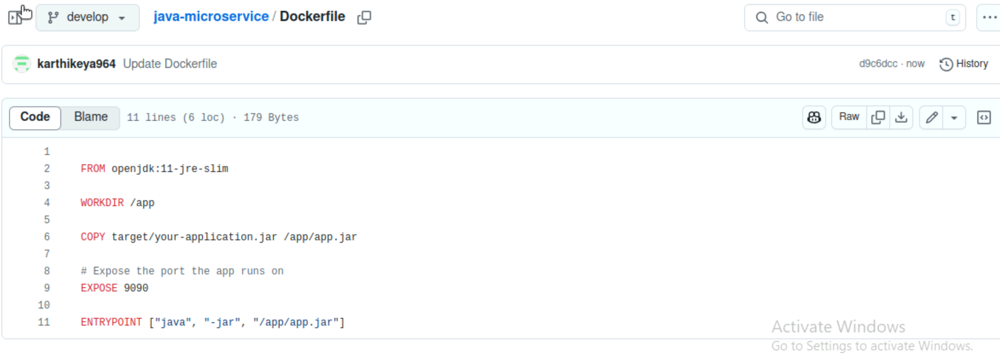 develop java-microservice / Dockerfile Go to file t ...
karthikeya964 Update Dockerfile d9c6dcc · now History
Code Blame 11 lines (6 loc) · 179 Bytes Raw
1
2 FROM openjdk:11-jre-slim
3
4 WORKDIR /app
5
6 COPY target/your-application.jar /app/app.jar
7
8 # Expose the port the app runs on
9 EXPOSE 9090
10
11 ENTRYPOINT ["java", "-jar", "/app/app.jar"]
Activate Windows
Go to Settings to activate Windows.